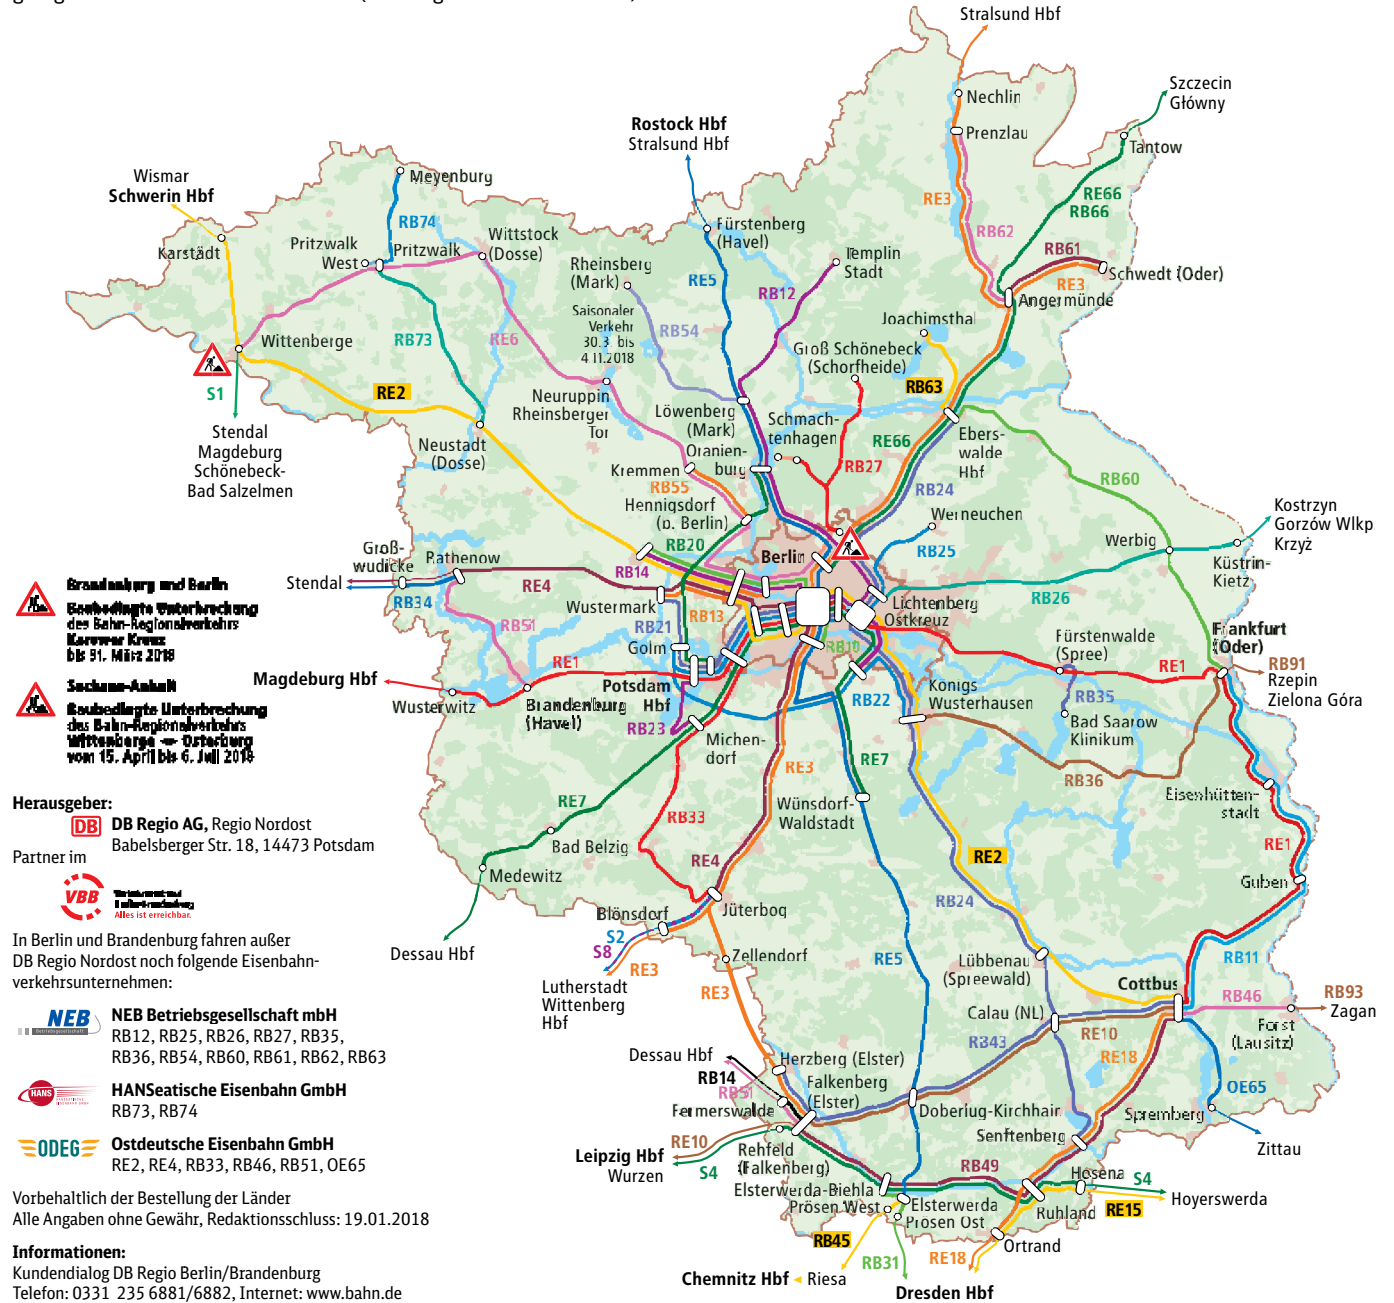 Stralsund Hbf
Nechlin
Prenzlau
Szczecin
Główny
Tantow
RE66
RB66
RE3
RB62
RB61
RE3
Schwedt (Oder)
Angermünde
Rostock Hbf
Stralsund Hbf
Fürstenberg
(Havel)
RE5
Templin
Stadt
RB12
Joachimsthal
Groß Schönebeck
(Schorfheide)
RB63
Wismar
Schwerin Hbf
Karstädt
Meyenburg
RB74
Pritzwalk
West
Pritzwalk
Wittstock
(Dosse)
Rheinsberg
(Mark)
Saisonaler
Verkehr
30.3. bis
4.11.2018
RB54
RB73
RE6
Wittenberge
S1
RE2
Stendal
Magdeburg
Schönebeck-
Bad Salzelmen
Neustadt
(Dosse)
Neuruppin
Rheinsberger
Tor
Löwenberg
(Mark)
Oranien-
burg
Schmach-
tenhagen
RB27
RE66
RB24
Ebers-
walde
Hbf
RB60
Kremmen
RB55
Hennigsdorf
(b. Berlin)
RB20
Werneuchen
RB25
Berlin
Werbig
Kostrzyn
Gorzów Wlkp.
Krzyż
Küstrin-
Kietz
RB26
Lichtenberg
Ostkreuz
Stendal
Groß-
wudicke
Rathenow
RB34
RE4
RB51
RB14
Wustermark
RB13
RB21
Golm
RB10
Fürstenwalde
(Spree)
RE1
Frankfurt
(Oder)
RB91
Rzepin
Zielona Góra
RB35
Bad Saarow
Klinikum
RB36
Magdeburg Hbf
RE1
Wusterwitz
Brandenburg
(Havel)
Potsdam
Hbf
RB23
RB22
Königs
Wusterhausen
Michen-
dorf
RE3
RE7
Wünsdorf-
Waldstadt
Eisenhütten-
stadt
RE1
Guben
RE7
Bad Belzig
Medewitz
Dessau Hbf
RB33
RE4
RE2
RB24
Blönsdorf
Jüterbog
S2
S8
RE3
Lutherstadt
Wittenberg
Hbf
Zellendorf
RE3
RE5
Lübbenau
(Spreewald)
Cottbus
RB11
RB46
RB93
Zagan
Forst
(Lausitz)
Calau (NL)
RE10
RB43
RE18
OE65
Spremberg
Zittau
Dessau Hbf
RB14
RB51
Herzberg (Elster)
Falkenberg
(Elster)
Fermerswalde
Doberlug-Kirchhain
Senftenberg
RE10
Leipzig Hbf
Wurzen
S4
Rehfeld
(Falkenberg)
Elsterwerda-Biehla
Prösen West
RB49
Elsterwerda
Prösen Ost
Hosena
S4
Hoyerswerda
Ruhland
RE15
RB45
RB31
RE18
Ortrand
Chemnitz Hbf
Riesa
Dresden Hbf
Brandenburg und Berlin
Baubedingte Unterbrechung
des Bahn-Regionalverkehrs
Karower Kreuz
bis 31. März 2018
Sachsen-Anhalt
Baubedingte Unterbrechung
des Bahn-Regionalverkehrs
Wittenberge – Osterburg
vom 15. April bis 6. Juli 2018
Herausgeber:
DB DB Regio AG, Regio Nordost
Babelsberger Str. 18, 14473 Potsdam
Partner im
VBB
Alles ist erreichbar.
In Berlin und Brandenburg fahren außer
DB Regio Nordost noch folgende Eisenbahn-
verkehrsunternehmen:
NEB
Betriebsgesellschaft
NEB Betriebsgesellschaft mbH
RB12, RB25, RB26, RB27, RB35,
RB36, RB54, RB60, RB61, RB62, RB63
HANS
HANSeatische Eisenbahn GmbH
RB73, RB74
ODEG
Ostdeutsche Eisenbahn GmbH
RE2, RE4, RB33, RB46, RB51, OE65
Vorbehaltlich der Bestellung der Länder
Alle Angaben ohne Gewähr, Redaktionsschluss: 19.01.2018
Informationen:
Kundendialog DB Regio Berlin/Brandenburg
Telefon: 0331 235 6881/6882, Internet: www.bahn.de